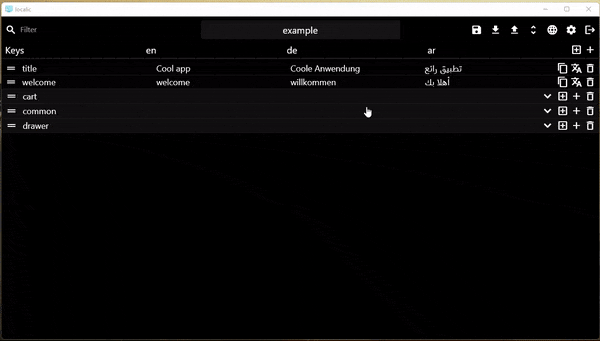 localic
Filter
example
Keys en de ar
title Cool app Coole Anwendung تطبيق رائع
welcome welcome willkommen أهلا بك
cart
common
drawer